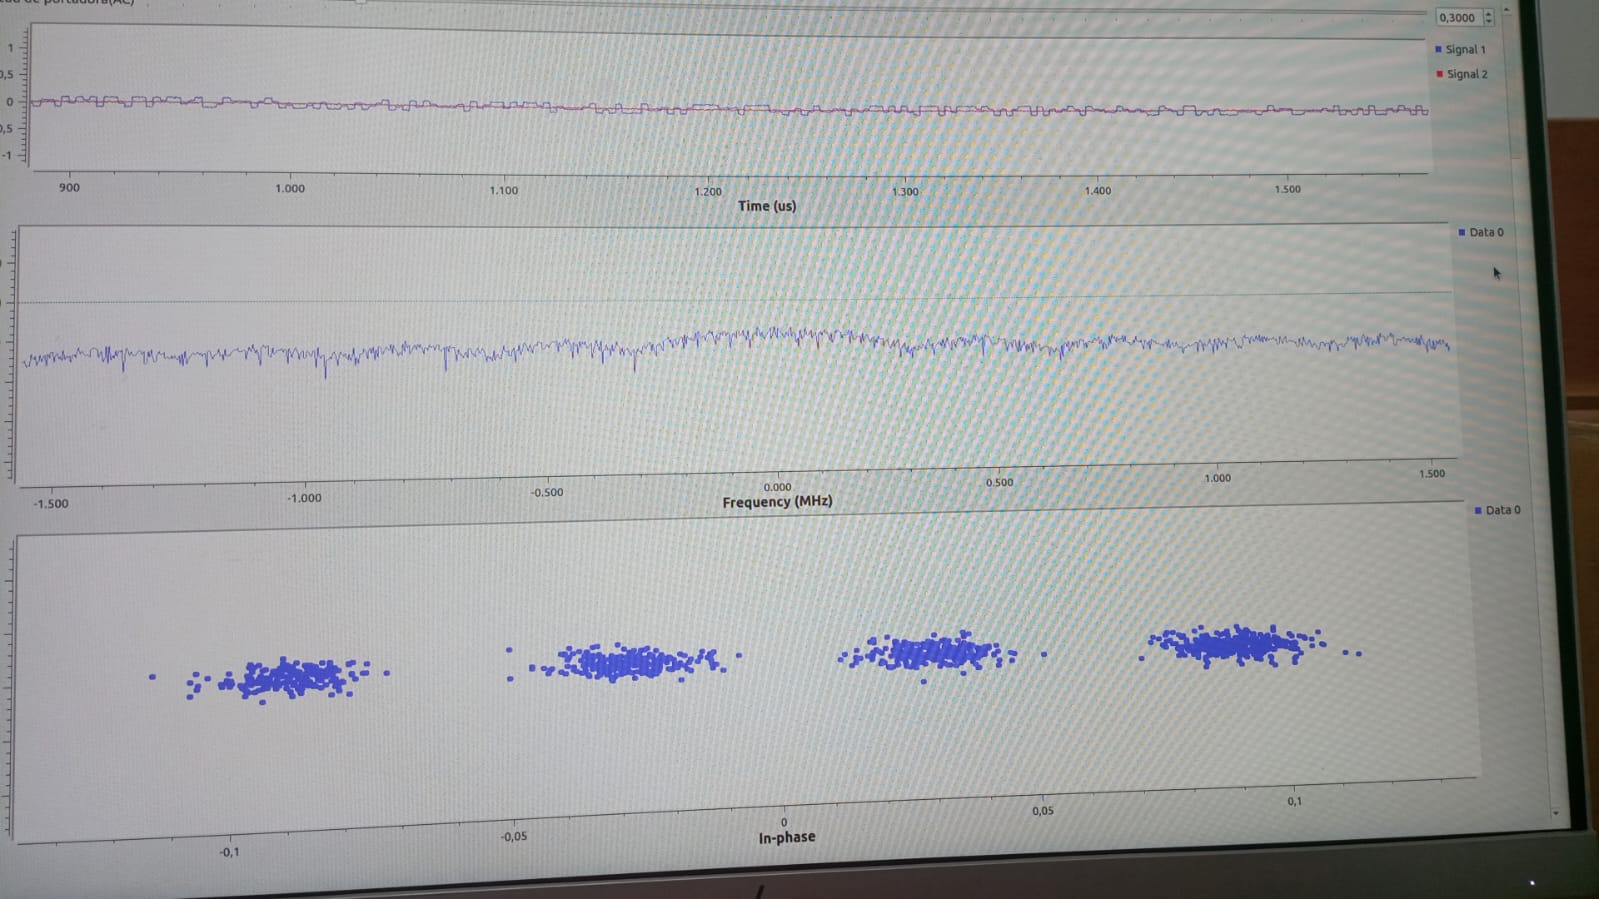 de portadora(AC)
0,3000
Signal 1
Signal 2
1
0,5
0
0,5
-1
900 1.000 1.100 1.200 1.300 1.400 1.500
Time (us)
Data 0
-1.500 -1.000 -0.500 0.000 0.500 1.000 1.500
Frequency (MHz)
Data 0
-0,1 -0,05 0 0,05 0,1
In-phase